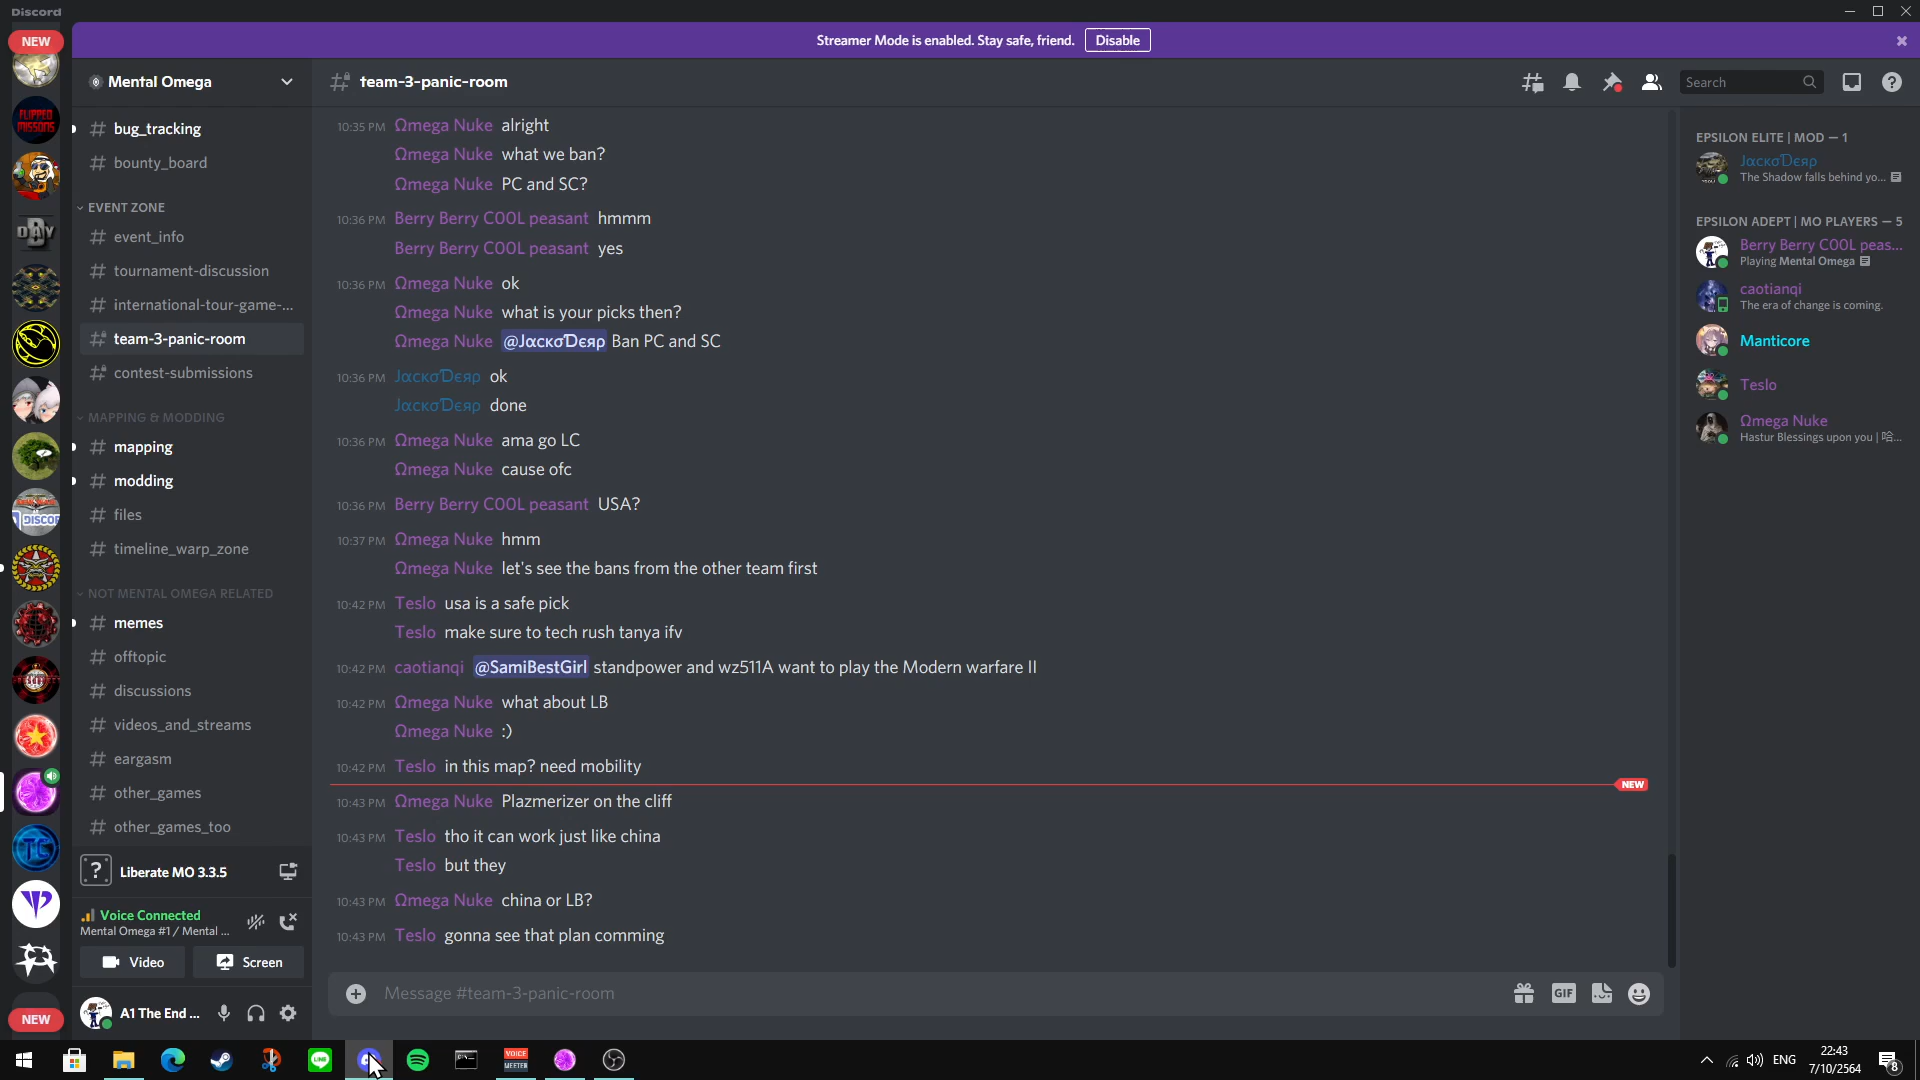 Discord
NEW
Streamer Mode is enabled. Stay safe, friend. Disable
Mental Omega
team-3-panic-room
Search
bug_tracking
bounty_board
EVENT ZONE
event_info
tournament-discussion
international-tour-game-...
team-3-panic-room
contest-submissions
MAPPING & MODDING
mapping
modding
files
timeline_warp_zone
NOT MENTAL OMEGA RELATED
memes
offtopic
discussions
videos_and_streams
eargasm
other_games
other_games_too
Liberate MO 3.3.5
Voice Connected
Mental Omega #1 / Mental ...
Video Screen
A1 The End ...
NEW
10:35 PM Ωmega Nuke alright
Ωmega Nuke what we ban?
Ωmega Nuke PC and SC?
10:36 PM Berry Berry C00L peasant hmmm
Berry Berry C00L peasant yes
10:36 PM Ωmega Nuke ok
Ωmega Nuke what is your picks then?
Ωmega Nuke @JαcкσƊєяρ Ban PC and SC
10:36 PM JαcкσƊєяρ ok
JαcкσƊєяρ done
10:36 PM Ωmega Nuke ama go LC
Ωmega Nuke cause ofc
10:36 PM Berry Berry C00L peasant USA?
10:37 PM Ωmega Nuke hmm
Ωmega Nuke let's see the bans from the other team first
10:42 PM Teslo usa is a safe pick
Teslo make sure to tech rush tanya ifv
10:42 PM caotianqi @SamiBestGirl standpower and wz511A want to play the Modern warfare II
10:42 PM Ωmega Nuke what about LB
Ωmega Nuke :)
10:42 PM Teslo in this map? need mobility
NEW
10:43 PM Ωmega Nuke Plazmerizer on the cliff
10:43 PM Teslo tho it can work just like china
Teslo but they
10:43 PM Ωmega Nuke china or LB?
10:43 PM Teslo gonna see that plan comming
Message #team-3-panic-room
GIF
EPSILON ELITE | MOD — 1
JαcкσƊєяρ
The Shadow falls behind yo...
EPSILON ADEPT | MO PLAYERS — 5
Berry Berry C00L peas...
Playing Mental Omega
caotianqi
The era of change is coming.
Manticore
Teslo
Ωmega Nuke
Hastur Blessings upon you | 哈...
VOICE
MEETER
ENG
22:43
7/10/2564
8